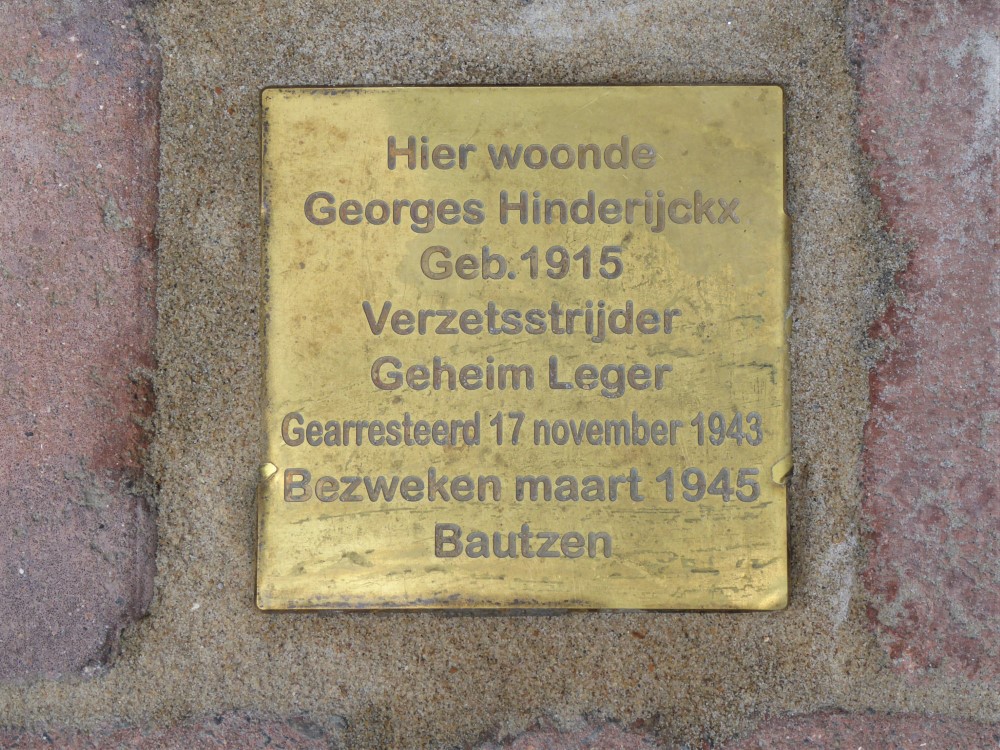 Hier woonde
Georges Hinderijckx
Geb.1915
Verzetsstrijder
Geheim Leger
Gearresteerd 17 november 1943
Bezweken maart 1945
Bautzen